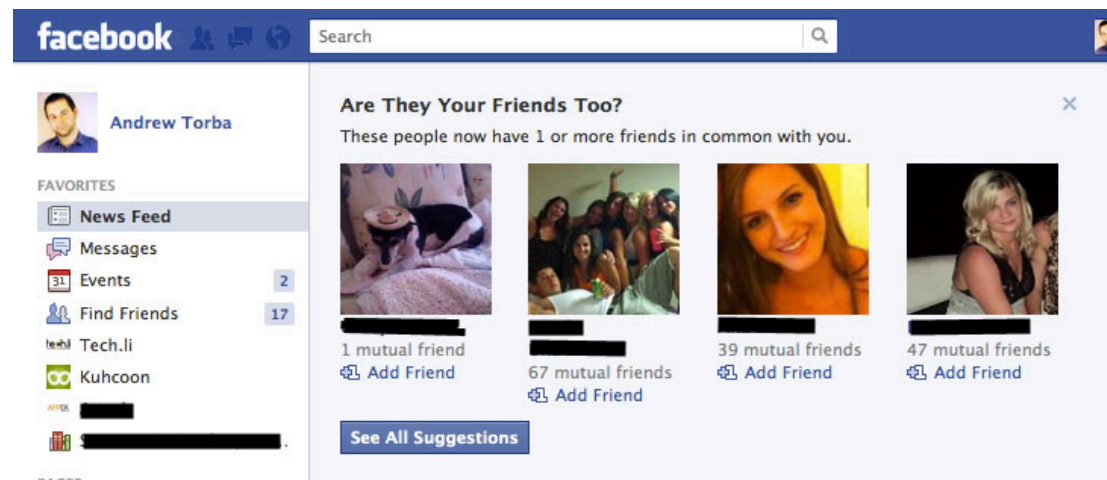 facebook
Search
Andrew Torba
FAVORITES
News Feed
Messages
31
Events
2
Find Friends
17
Tech.li
Kuhcoon
Are They Your Friends Too?
These people now have 1 or more friends in common with you.
1 mutual friend
Add Friend
67 mutual friends
Add Friend
39 mutual friends
Add Friend
47 mutual friends
Add Friend
See All Suggestions